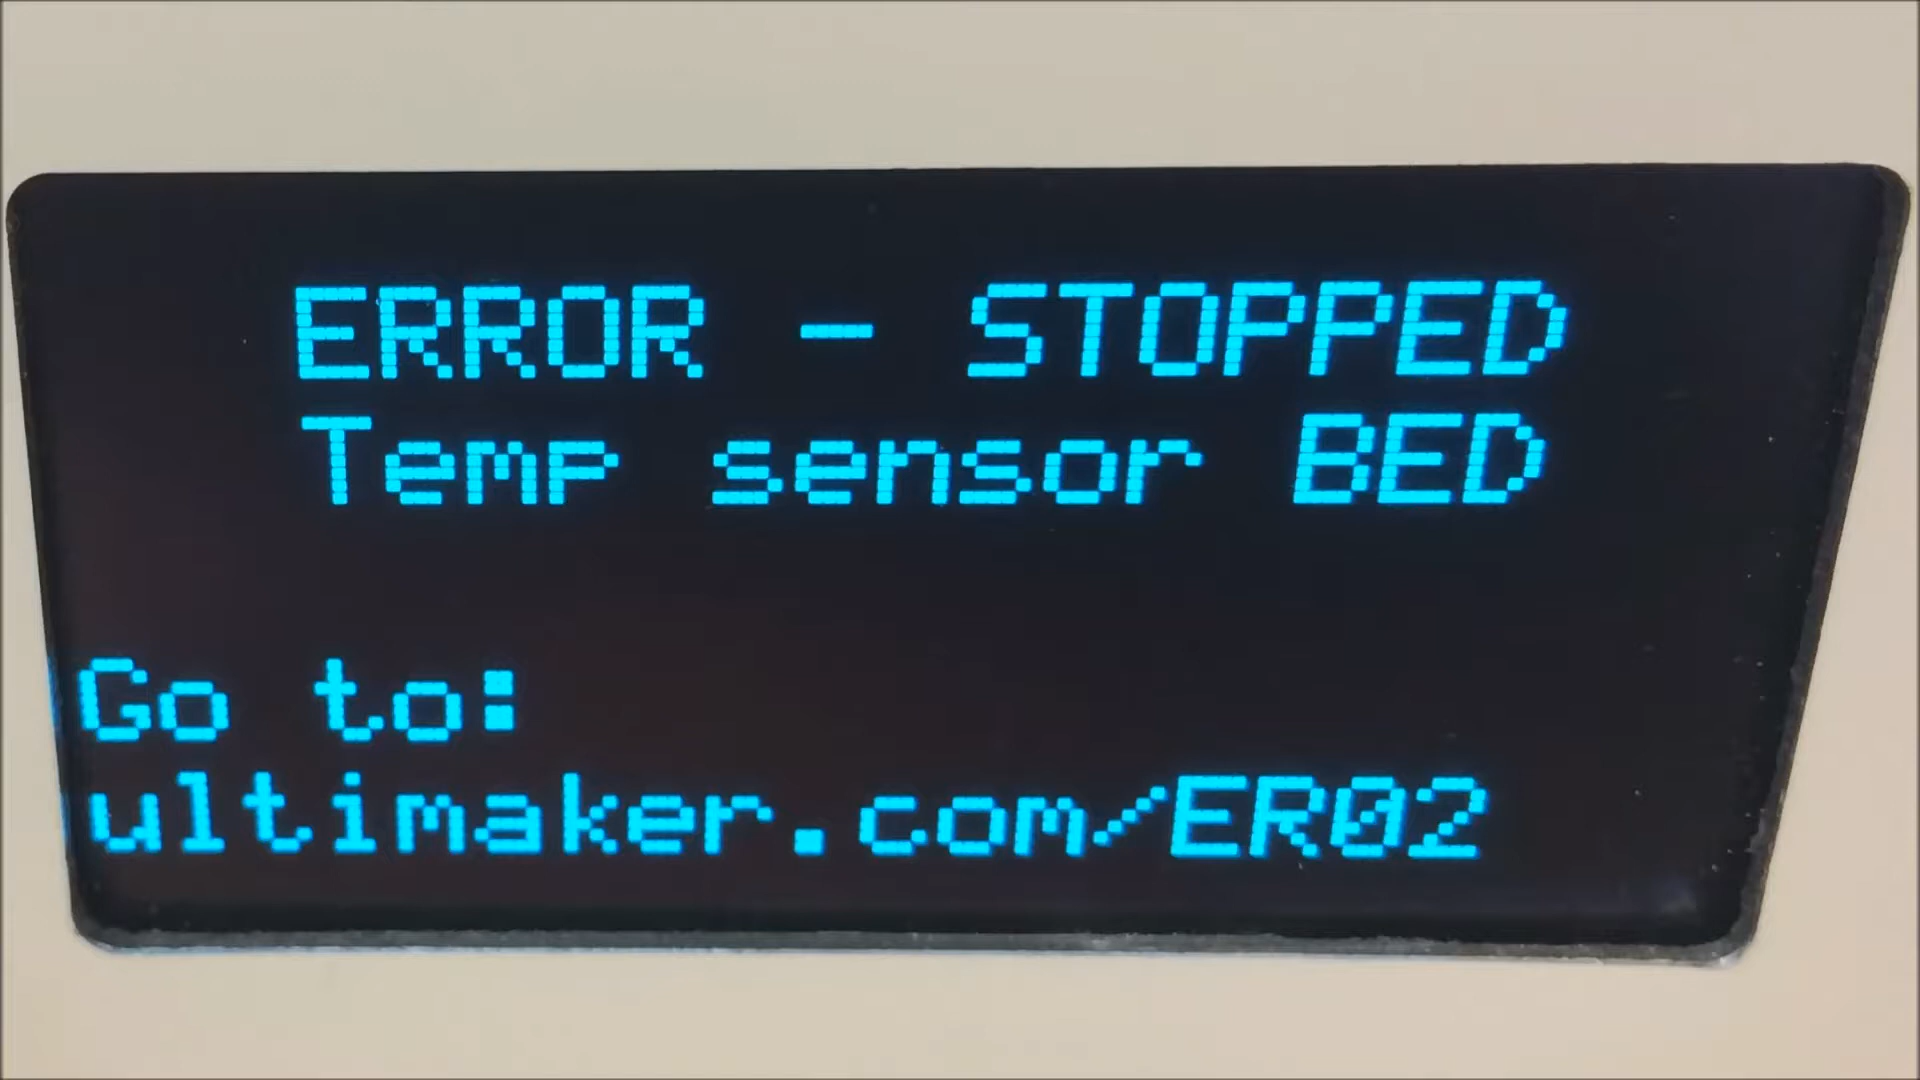 ERROR - STOPPED
Temp sensor BED
Go to:
ultimaker.com/ER02